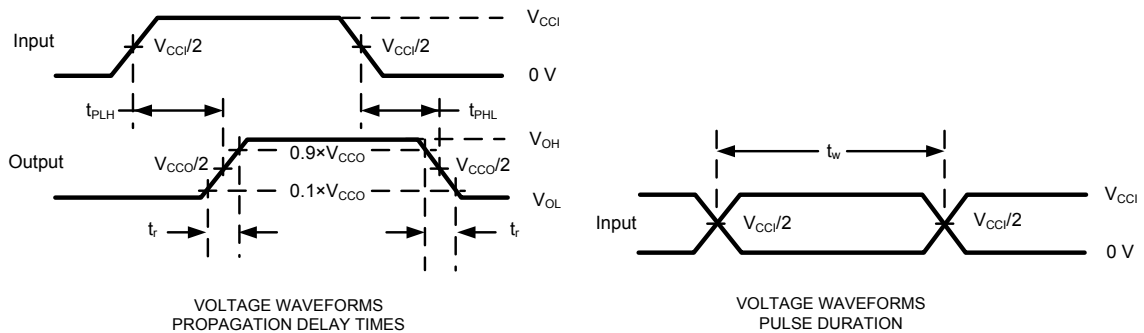 V_CCI
Input
V_CCI/2
V_CCI/2
0 V
t_PLH
t_PHL
V_OH
Output
V_CCO/2
0.9×V_CCO
V_CCO/2
0.1×V_CCO
V_OL
t_r
t_r
VOLTAGE WAVEFORMS
PROPAGATION DELAY TIMES
t_w
V_CCI
Input
V_CCI/2
V_CCI/2
0 V
VOLTAGE WAVEFORMS
PULSE DURATION